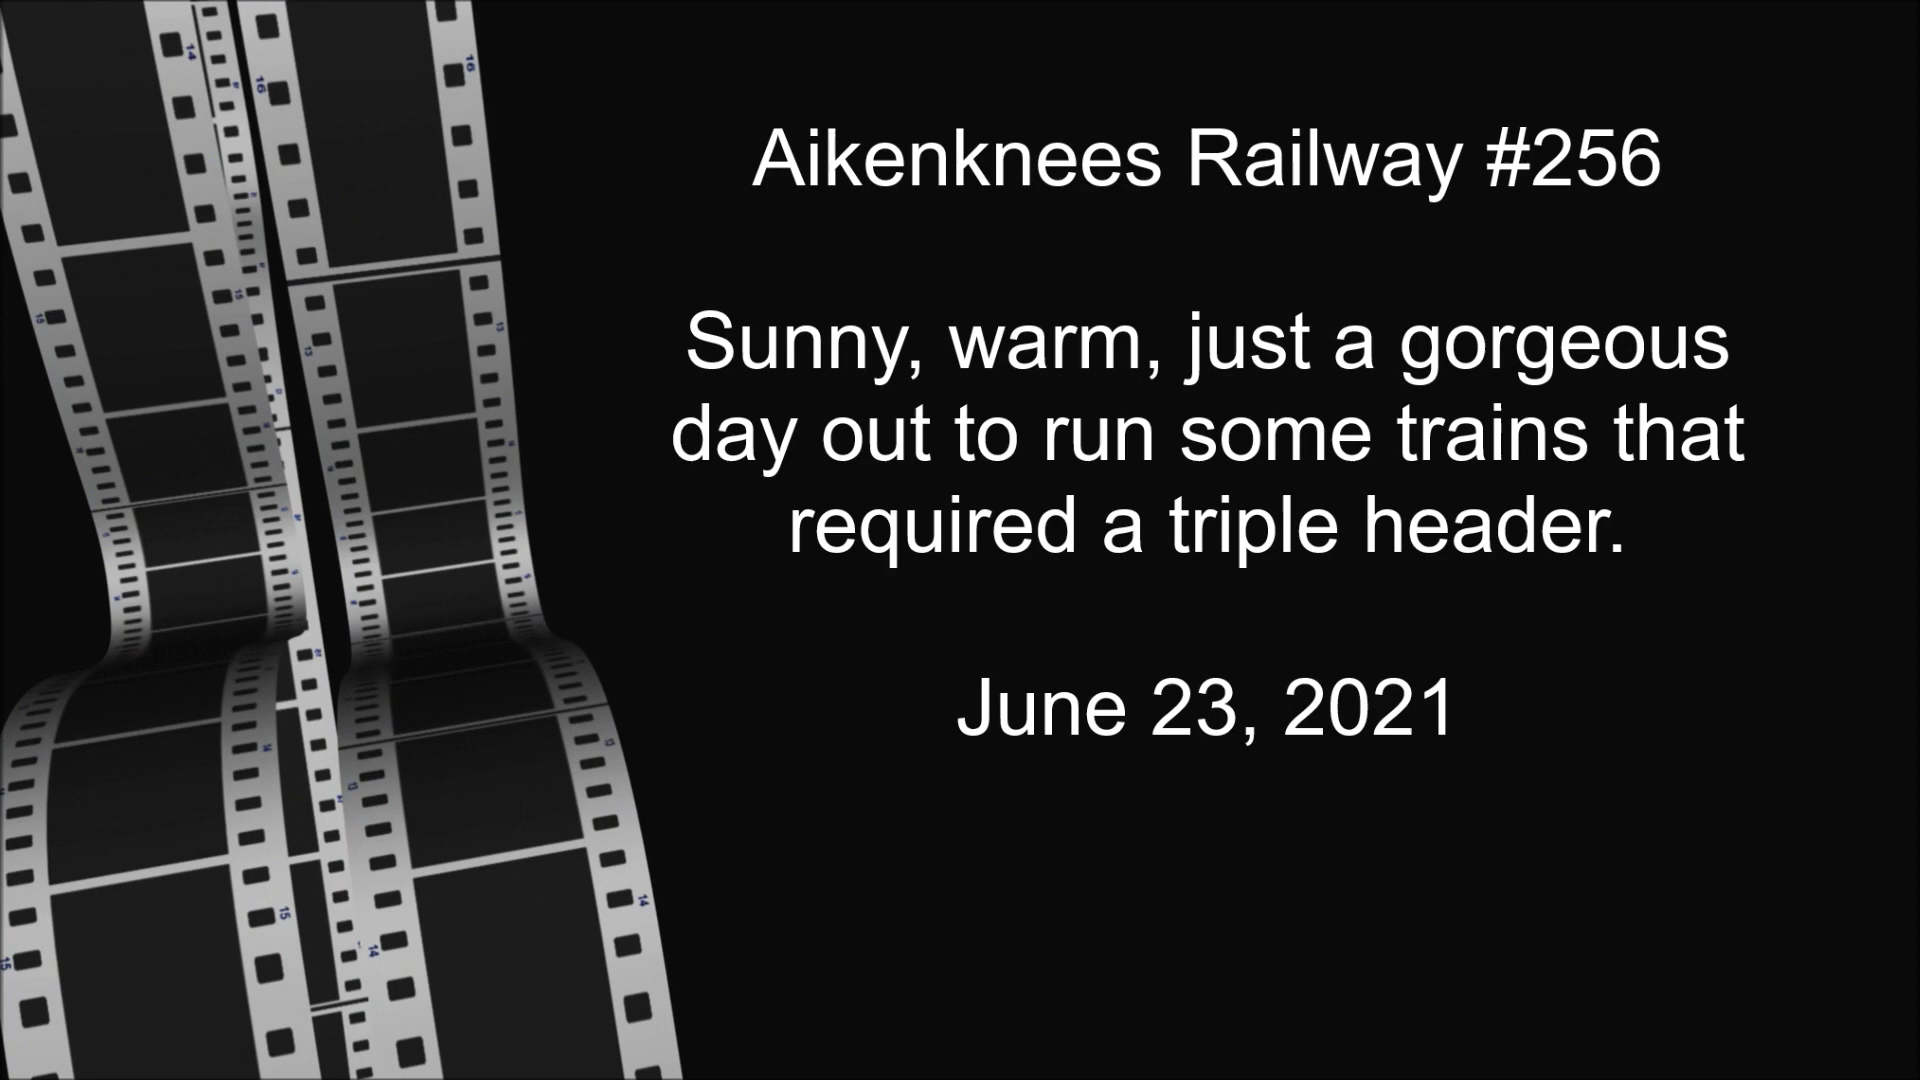 Aikenknees Railway #256
Sunny, warm, just a gorgeous
day out to run some trains that
required a triple header.
June 23, 2021